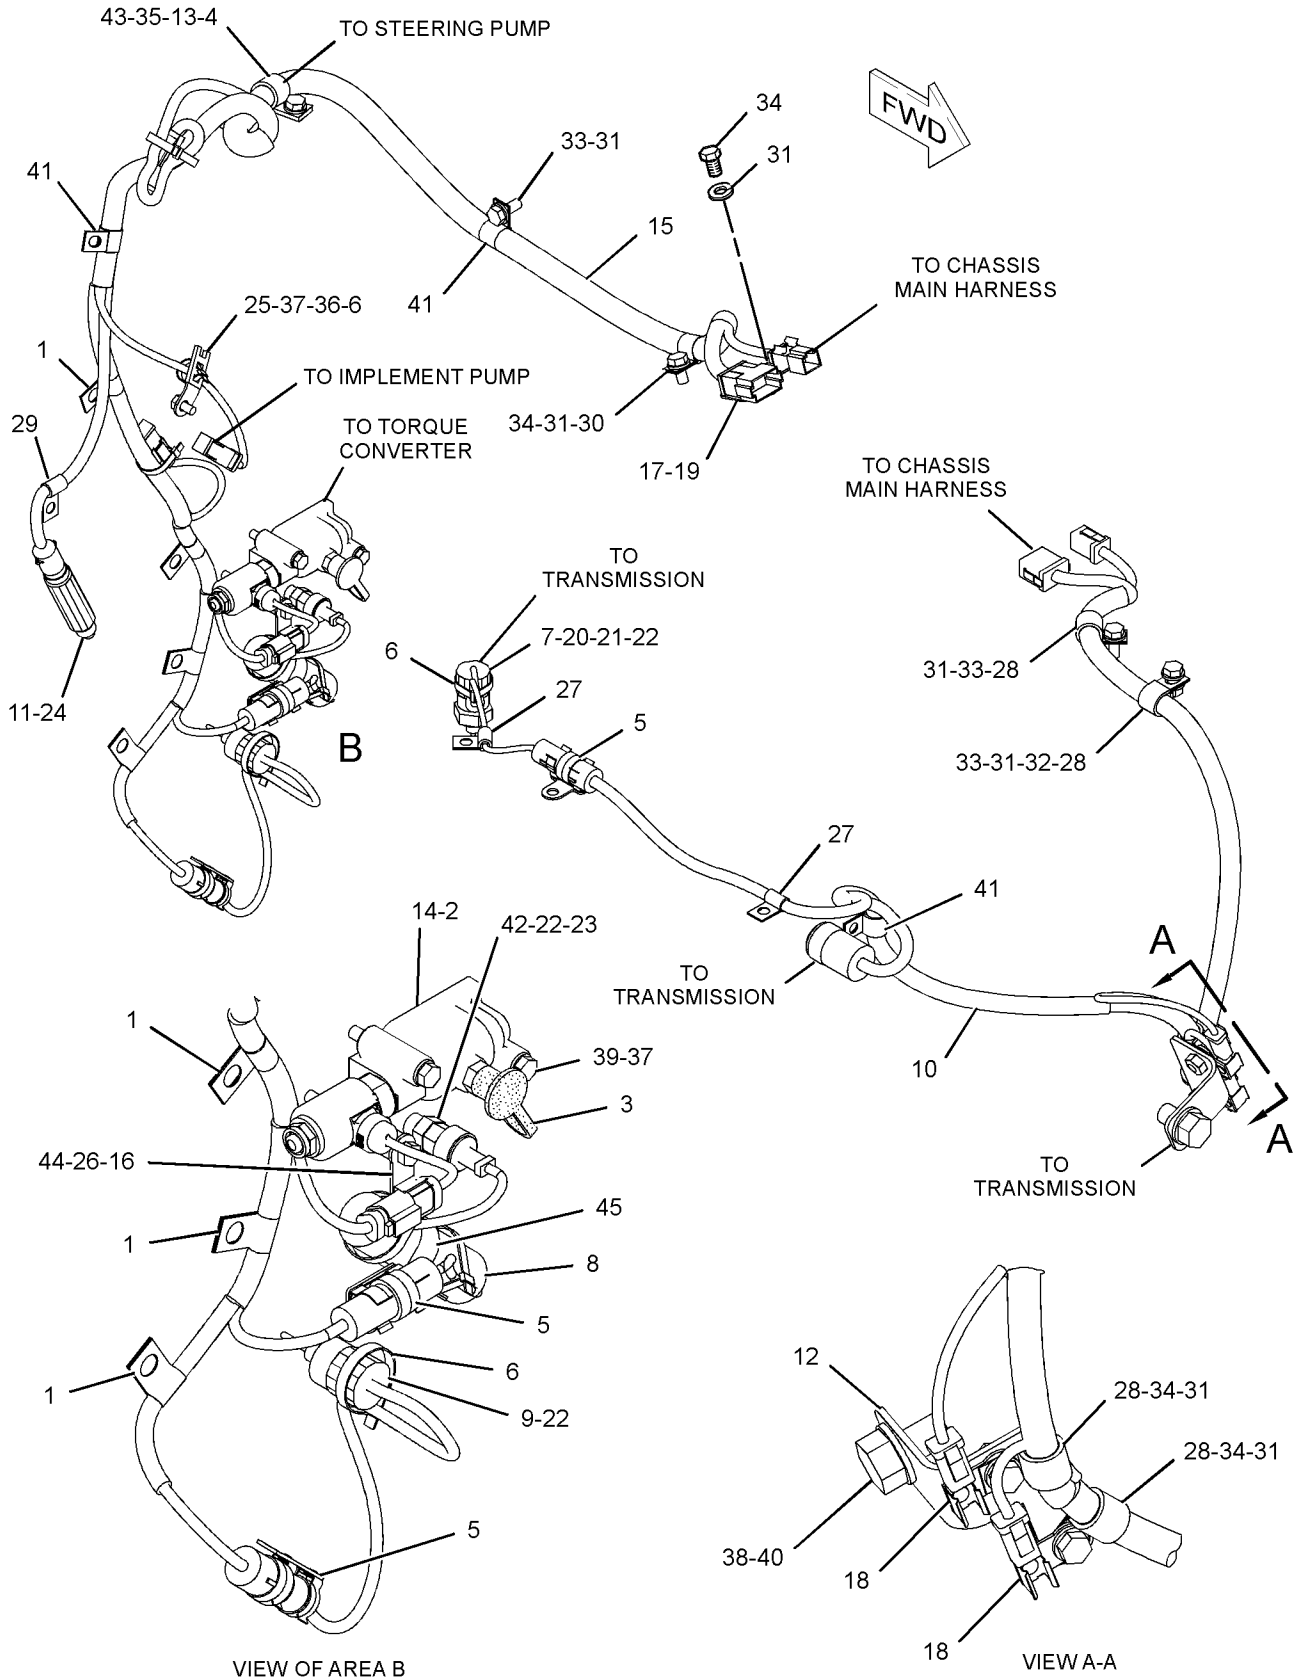 43-35-13-4
TO STEERING PUMP
FWD
34
33-31
31
41
15
TO CHASSIS
MAIN HARNESS
25-37-36-6
41
1
TO IMPLEMENT PUMP
29
TO TORQUE
CONVERTER
34-31-30
17-19
TO CHASSIS
MAIN HARNESS
TO
TRANSMISSION
7-20-21-22
6
27
31-33-28
11-24
5
B
33-31-32-28
27
41
14-2
42-22-23
A
TO
TRANSMISSION
1
39-37
10
3
A
44-26-16
TO
TRANSMISSION
45
1
8
5
12
6
28-34-31
1
9-22
28-34-31
5
38-40
18
18
VIEW OF AREA B
VIEW A-A